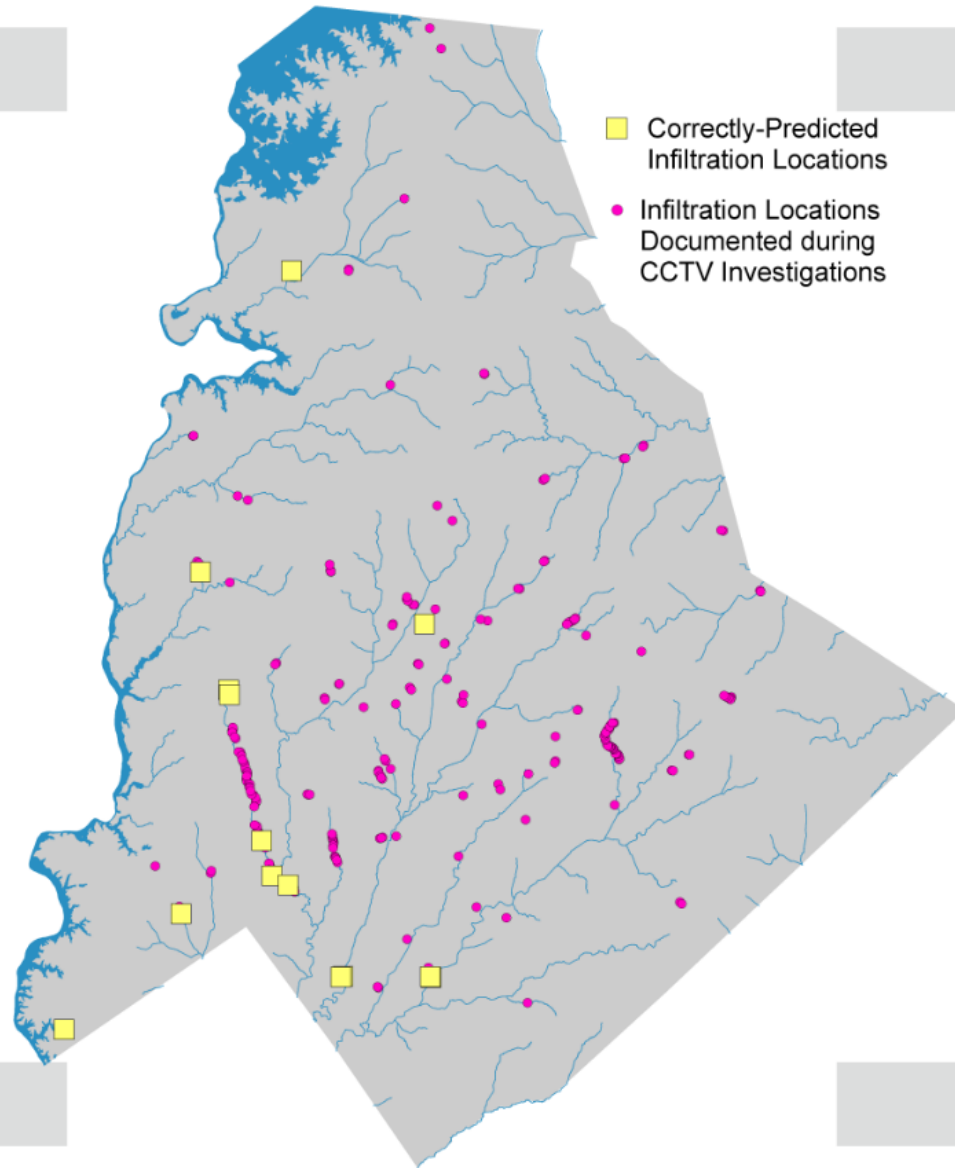 Correctly-Predicted
Infiltration Locations
Infiltration Locations
Documented during
CCTV Investigations